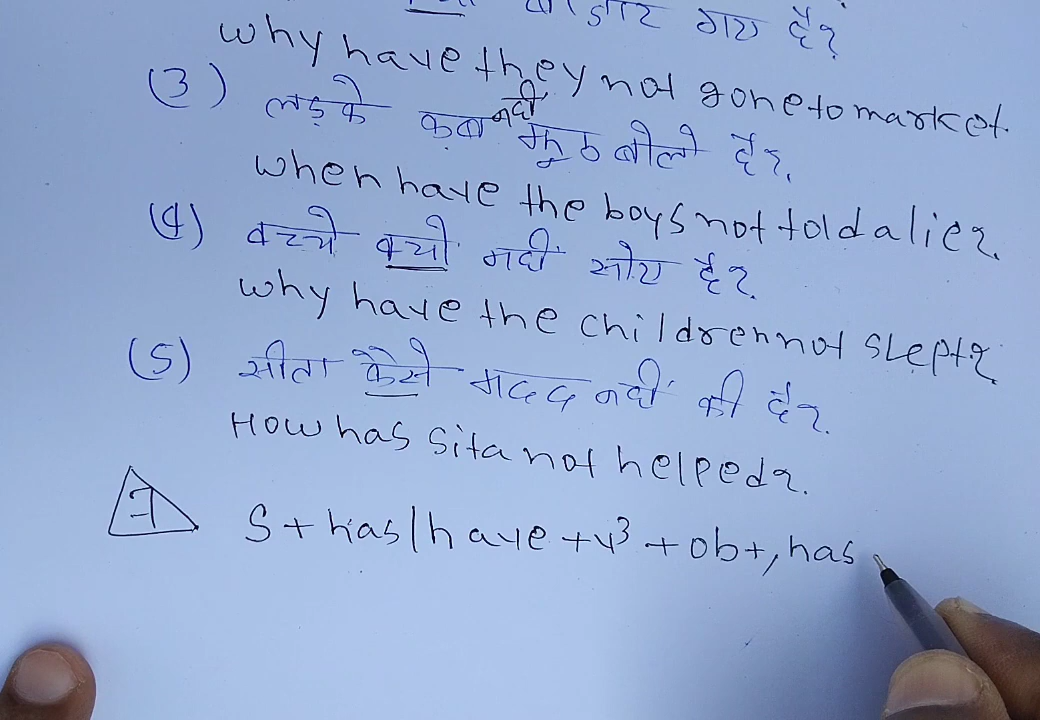 बाजार गये हैं?
why have they not gone to market.
(3) लड़के कब नहीं झूठ बोले हैं?
when have the boys not told a lie?
(4) बच्चे क्यों नहीं सोए हैं?
why have the children not slept?
(5) सीता कैसे मदद नहीं की है?
How has sita not helped?
S + has/have + v³ + ob+, has